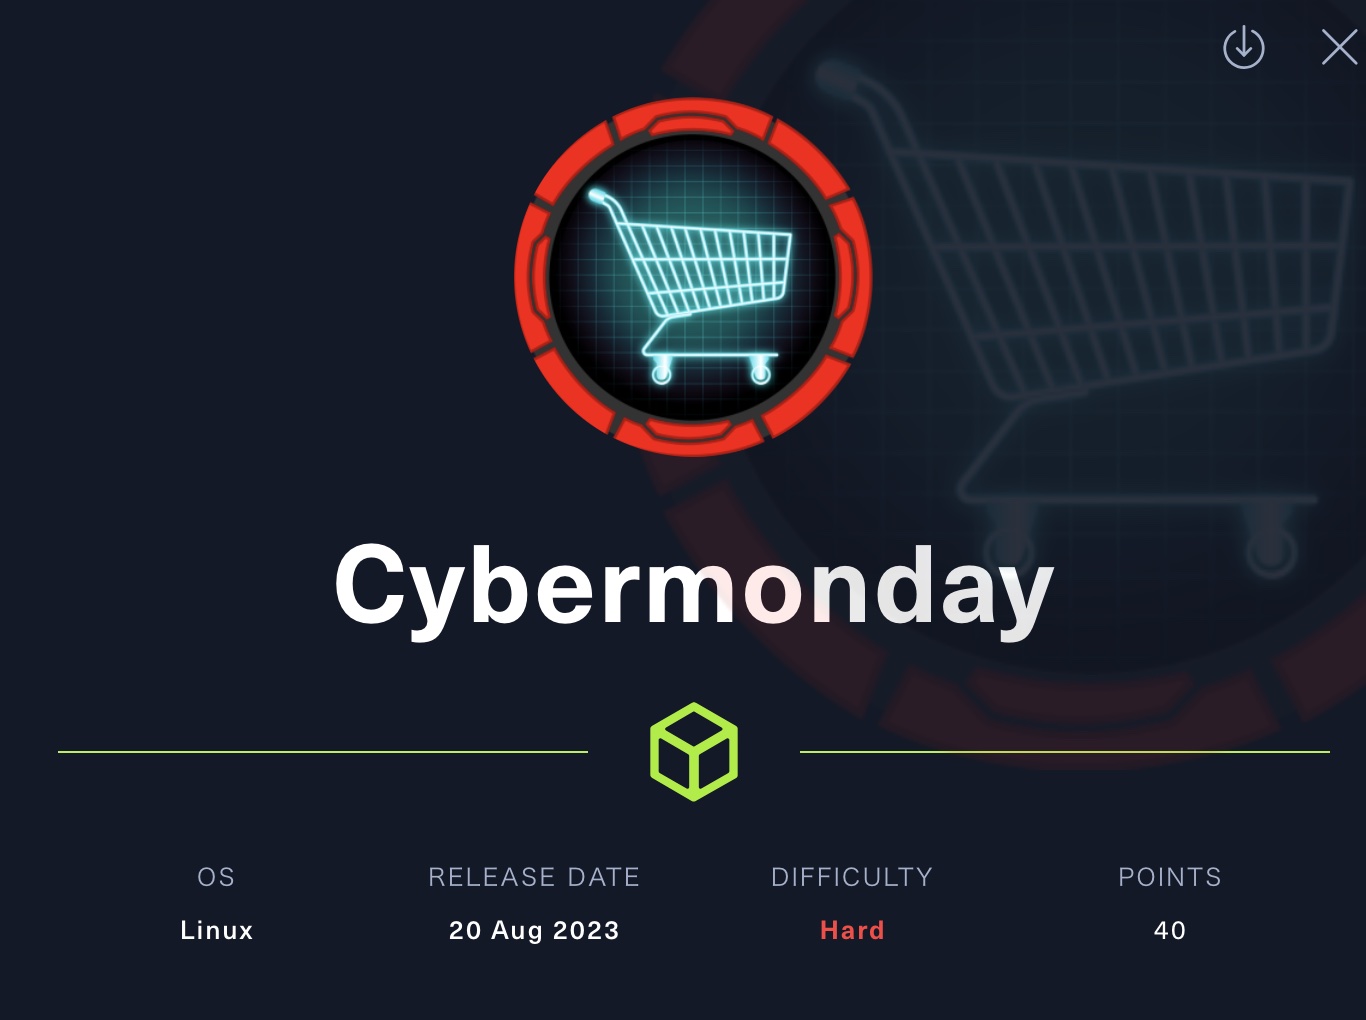 Cybermonday
OS
RELEASE DATE
DIFFICULTY
POINTS
Linux
20 Aug 2023
Hard
40